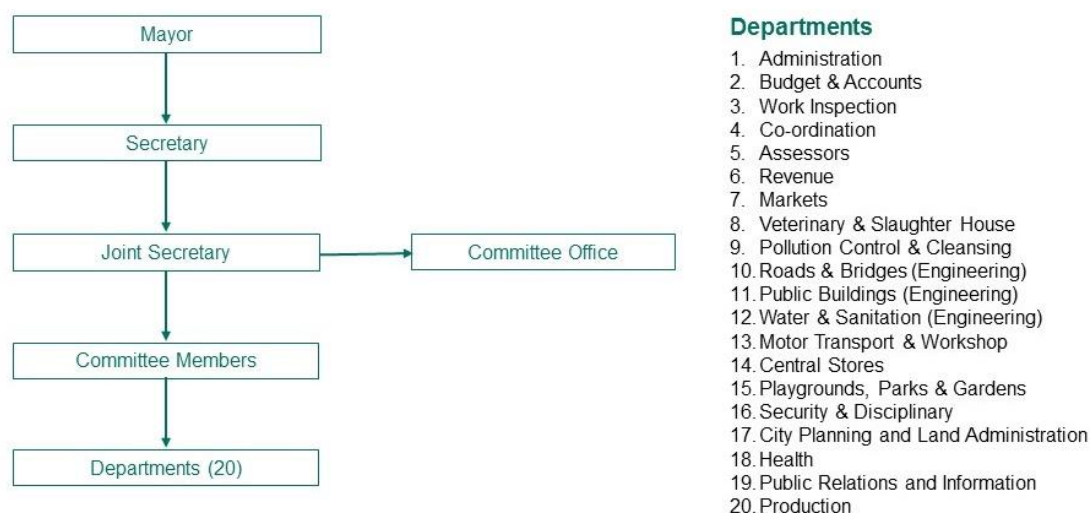 Mayor
Secretary
Joint Secretary
Committee Office
Committee Members
Departments (20)
Departments
1. Administration
2. Budget & Accounts
3. Work Inspection
4. Co-ordination
5. Assessors
6. Revenue
7. Markets
8. Veterinary & Slaughter House
9. Pollution Control & Cleansing
10. Roads & Bridges (Engineering)
11. Public Buildings (Engineering)
12. Water & Sanitation (Engineering)
13. Motor Transport & Workshop
14. Central Stores
15. Playgrounds, Parks & Gardens
16. Security & Disciplinary
17. City Planning and Land Administration
18. Health
19. Public Relations and Information
20. Production